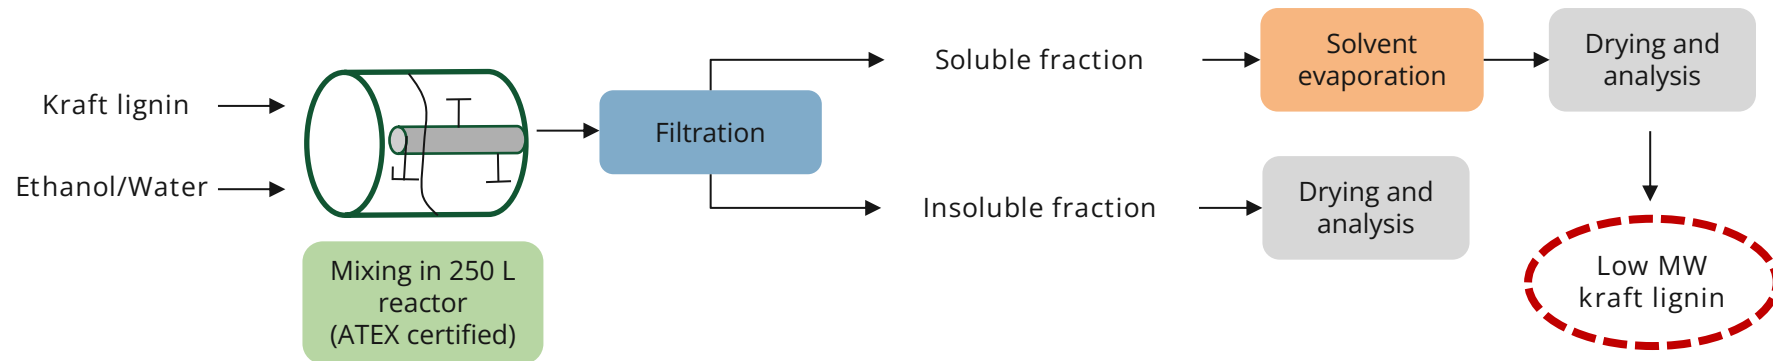 Kraft lignin
Ethanol/Water
Mixing in 250 L
reactor
(ATEX certified)
Filtration
Soluble fraction
Insoluble fraction
Solvent
evaporation
Drying and
analysis
Drying and
analysis
Low MW
kraft lignin